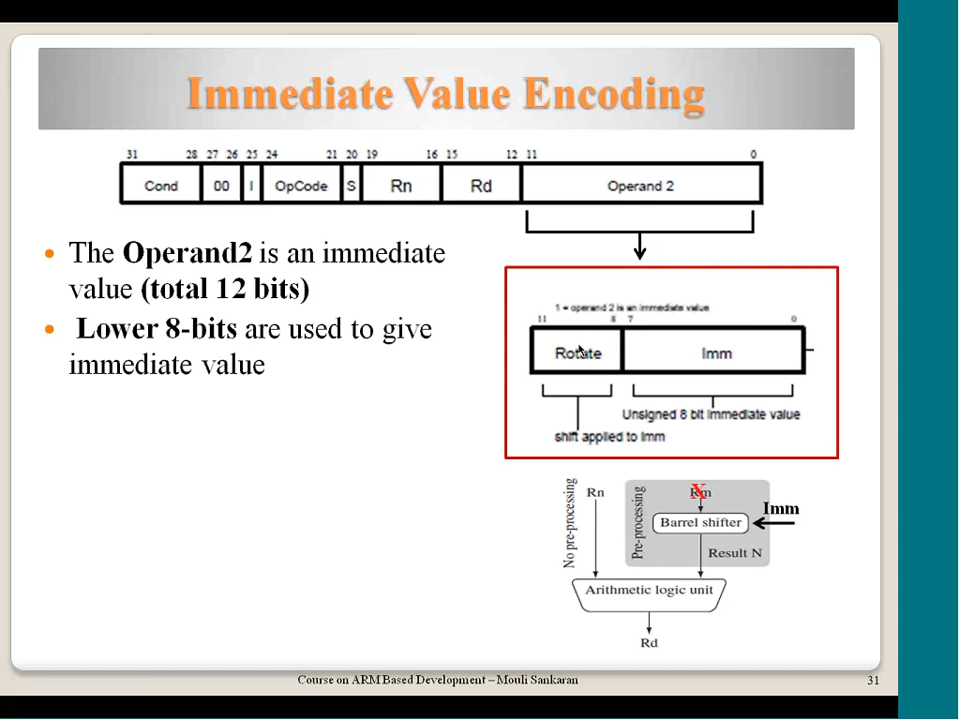 Immediate Value Encoding
31 28 27 26 25 24 21 20 19 16 15 12 11 0
Cond 00 I OpCode S Rn Rd Operand 2
• The Operand2 is an immediate
value (total 12 bits)
• Lower 8-bits are used to give
immediate value
1 = operand 2 is an immediate value
11 8 7 0
Rotate Imm
Unsigned 8 bit immediate value
shift applied to Imm
No pre-processing
Rn
Pre-processing
Rm
X
Imm
Barrel shifter
Result N
Arithmetic logic unit
Rd
Course on ARM Based Development – Mouli Sankaran
31